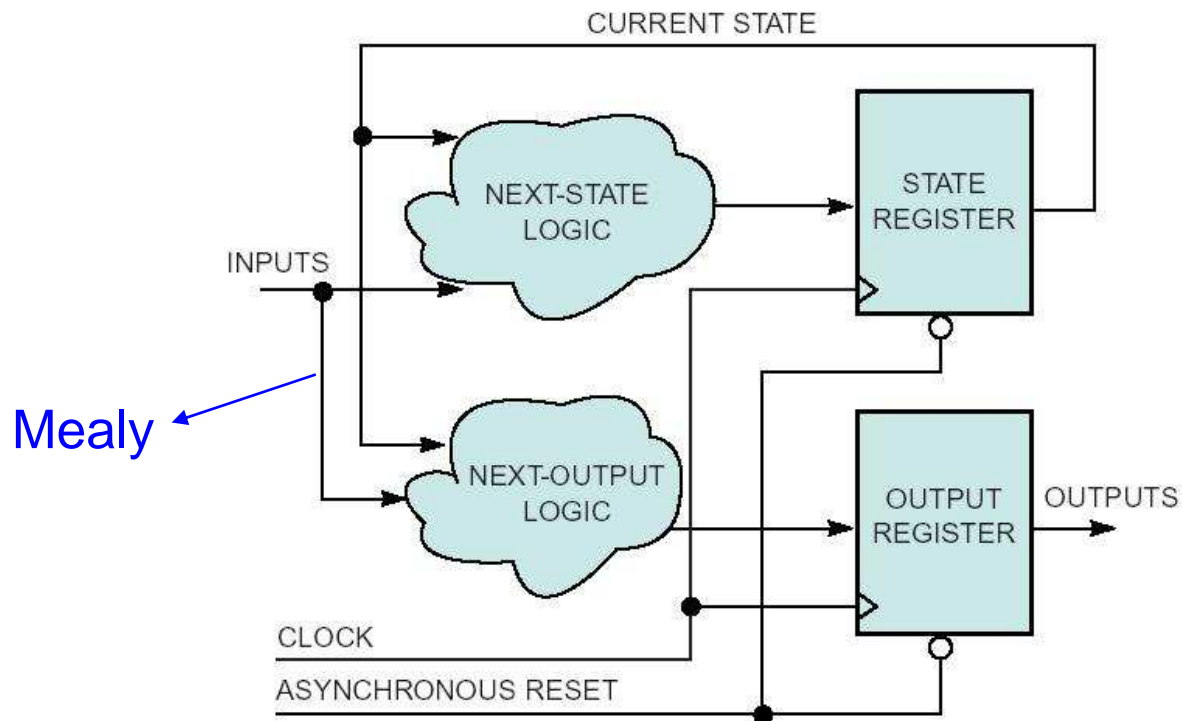 CURRENT STATE
NEXT-STATE
LOGIC
STATE
REGISTER
INPUTS
Mealy
NEXT-OUTPUT
LOGIC
OUTPUT
REGISTER
OUTPUTS
CLOCK
ASYNCHRONOUS RESET